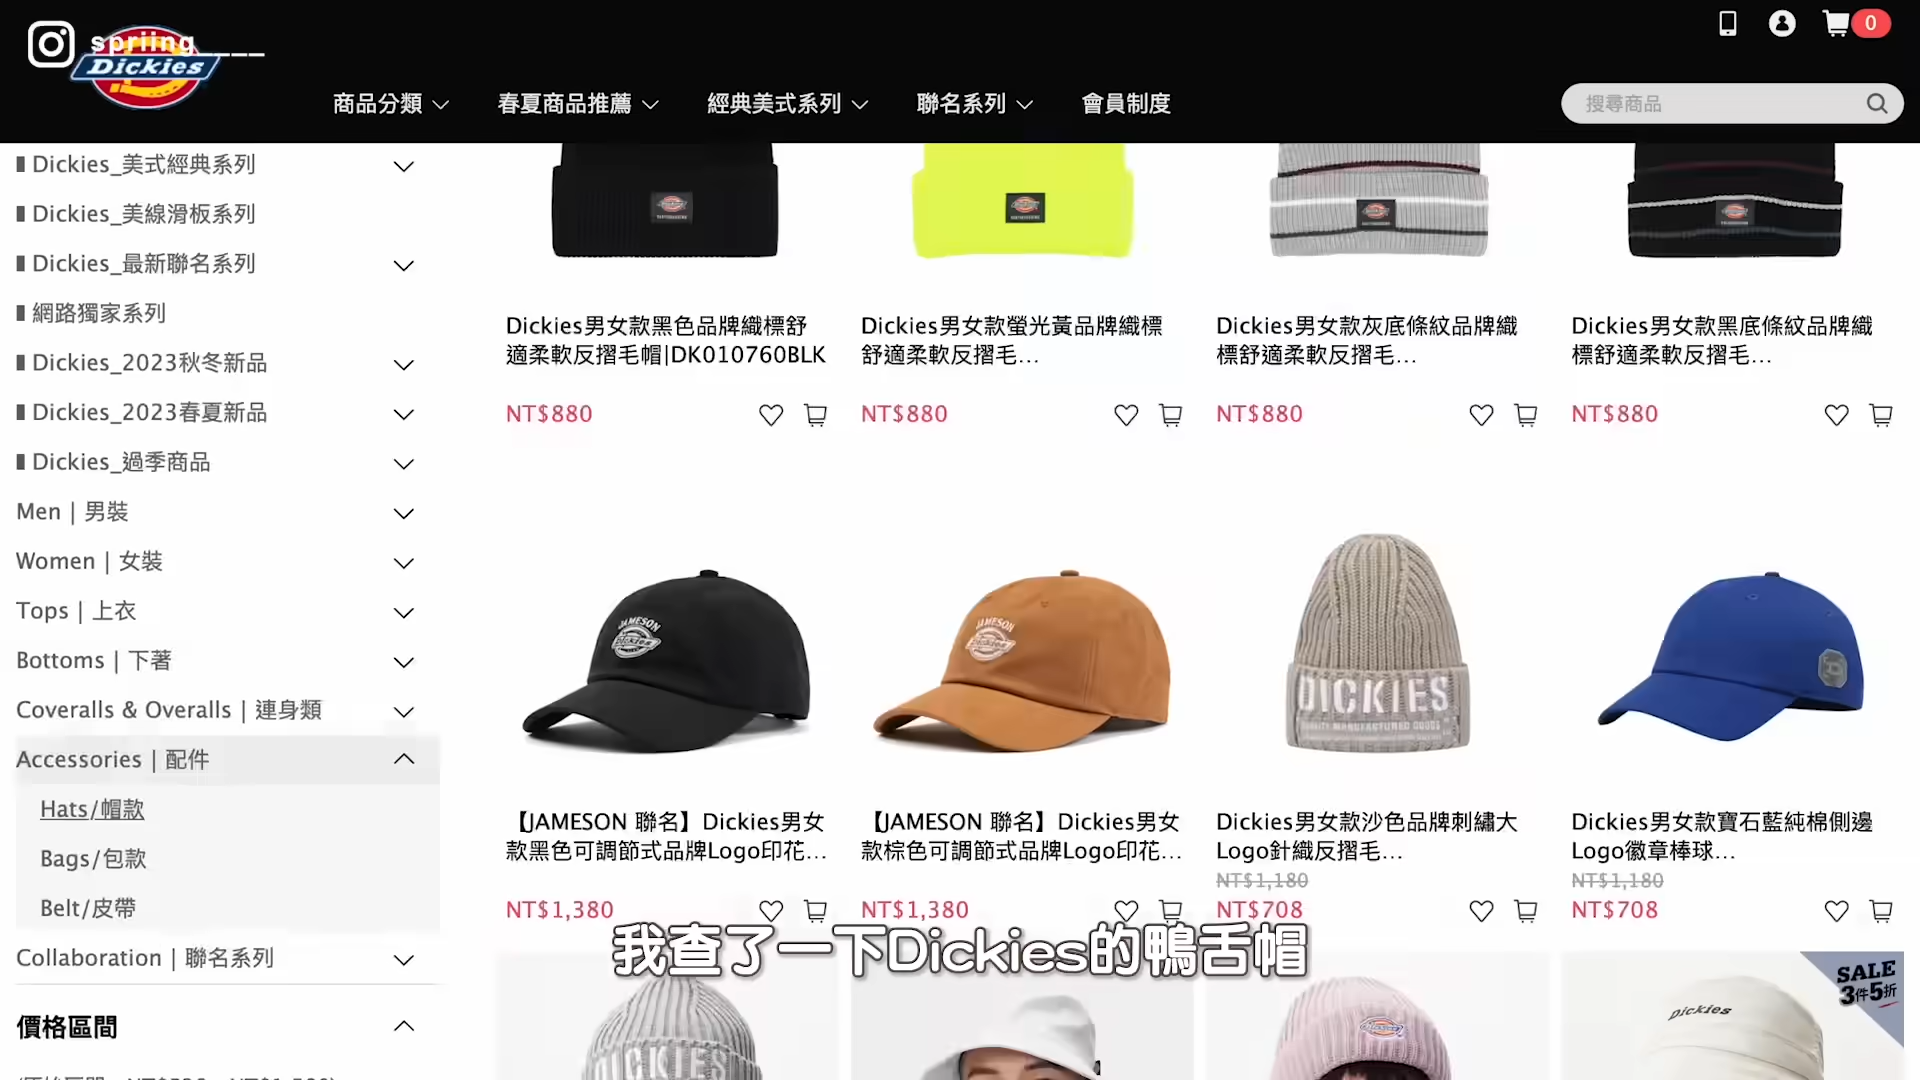 spriing____
Dickies
0
商品分類
春夏商品推薦
經典美式系列
聯名系列
會員制度
搜尋商品
Dickies_美式經典系列
Dickies_美線滑板系列
Dickies_最新聯名系列
網路獨家系列
Dickies_2023秋冬新品
Dickies_2023春夏新品
Dickies_過季商品
Men | 男裝
Women | 女裝
Tops | 上衣
Bottoms | 下著
Coveralls & Overalls | 連身類
Accessories | 配件
Hats/帽款
Bags/包款
Belt/皮帶
Collaboration | 聯名系列
價格區間
Dickies男女款黑色品牌織標舒
適柔軟反摺毛帽|DK010760BLK
NT$880
Dickies男女款螢光黃品牌織標
舒適柔軟反摺毛...
NT$880
Dickies男女款灰底條紋品牌織
標舒適柔軟反摺毛...
NT$880
Dickies男女款黑底條紋品牌織
標舒適柔軟反摺毛...
NT$880
JAMESON
Dickies
JAMESON
Dickies
DICKIES
QUALITY MANUFACTURED GOODS
【JAMESON 聯名】Dickies男女
款黑色可調節式品牌Logo印花...
NT$1,380
【JAMESON 聯名】Dickies男女
款棕色可調節式品牌Logo印花...
NT$1,380
Dickies男女款沙色品牌刺繡大
Logo針織反摺毛...
NT$1,180
NT$708
Dickies男女款寶石藍純棉側邊
Logo徽章棒球...
NT$1,180
NT$708
我查了一下Dickies的鴨舌帽
DICKIES
Dickies
Dickies
SALE
3件5折